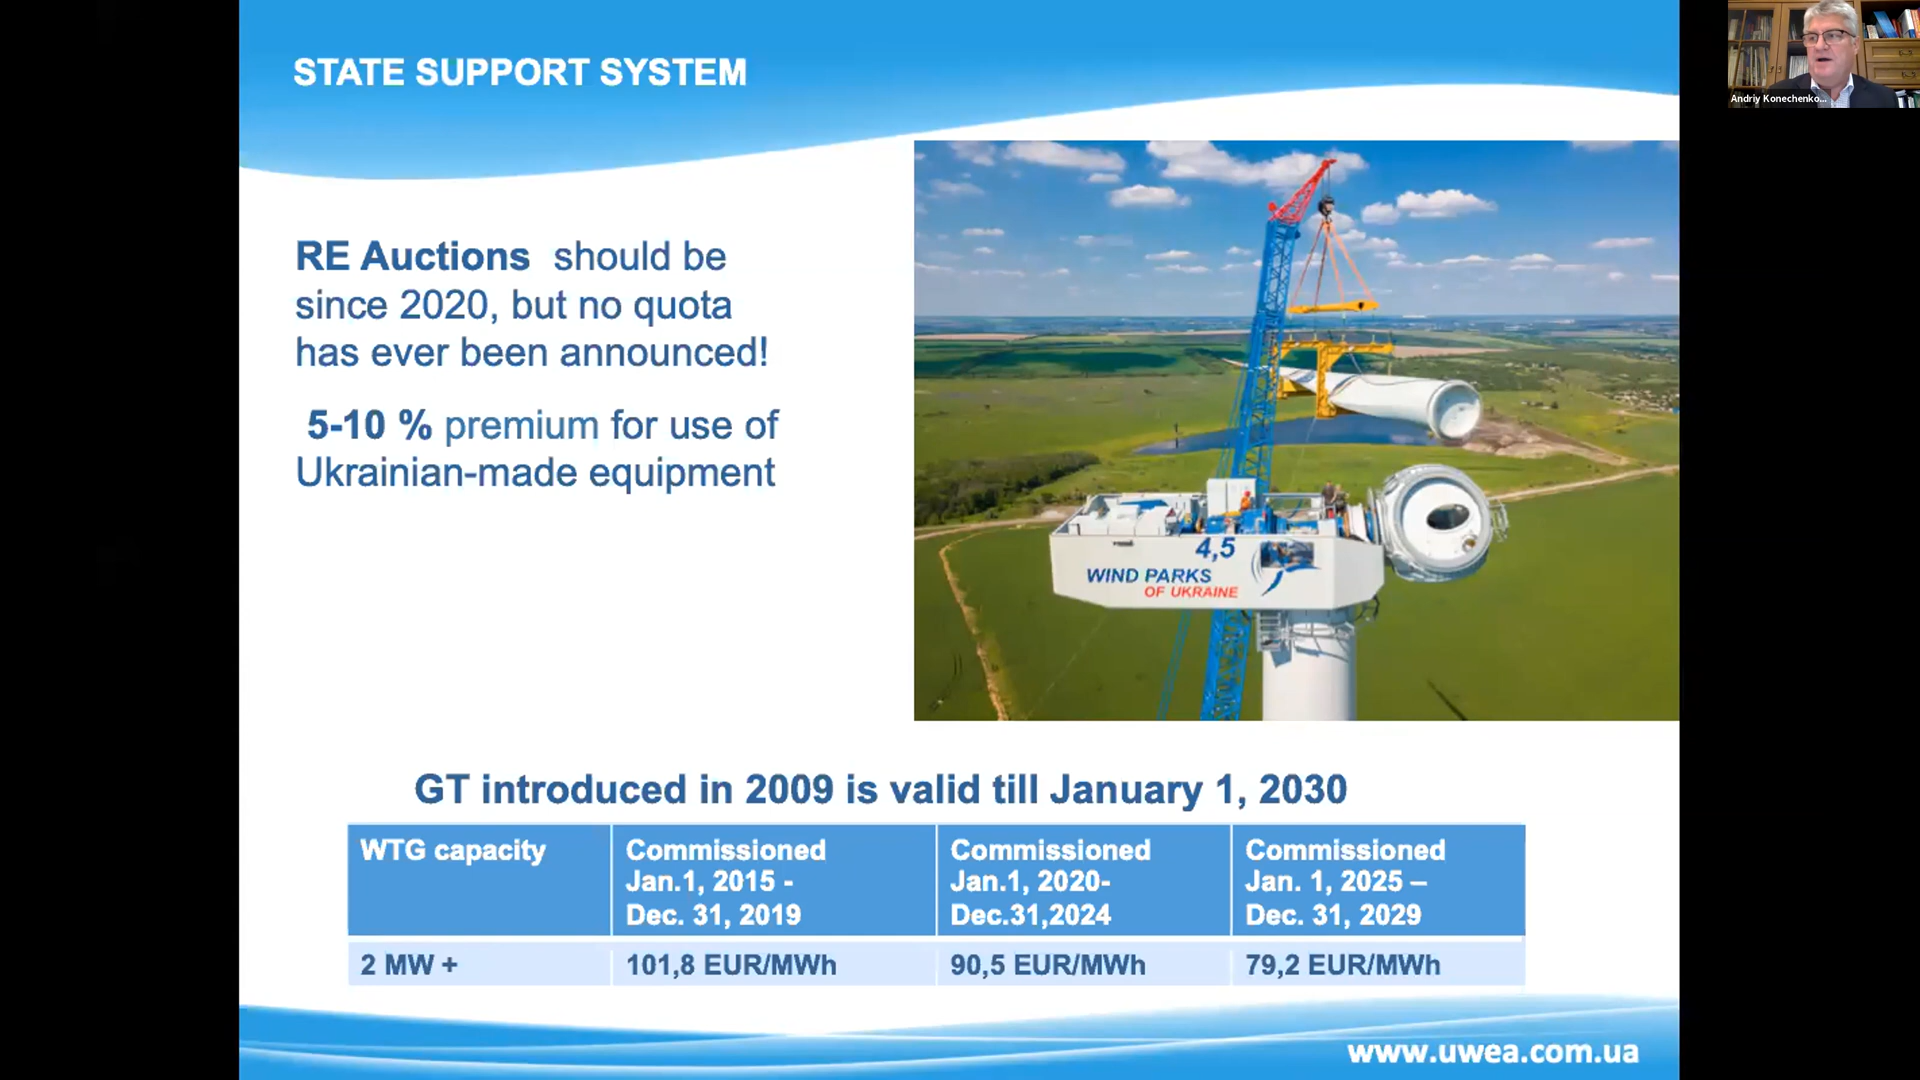 STATE SUPPORT SYSTEM
Andriy Konechenko...
RE Auctions should be
since 2020, but no quota
has ever been announced!
5-10 % premium for use of
Ukrainian-made equipment
4,5
WIND PARKS
OF UKRAINE
GT introduced in 2009 is valid till January 1, 2030
WTG capacity
Commissioned
Jan.1, 2015 -
Dec. 31, 2019
Commissioned
Jan.1, 2020-
Dec.31,2024
Commissioned
Jan. 1, 2025 –
Dec. 31, 2029
2 MW +
101,8 EUR/MWh
90,5 EUR/MWh
79,2 EUR/MWh
www.uwea.com.ua